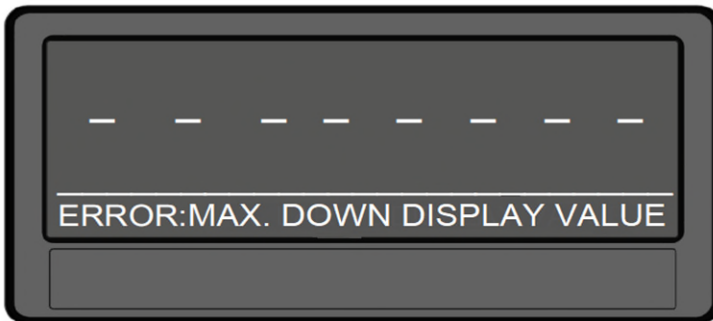 - - - - - - - -
ERROR:MAX. DOWN DISPLAY VALUE